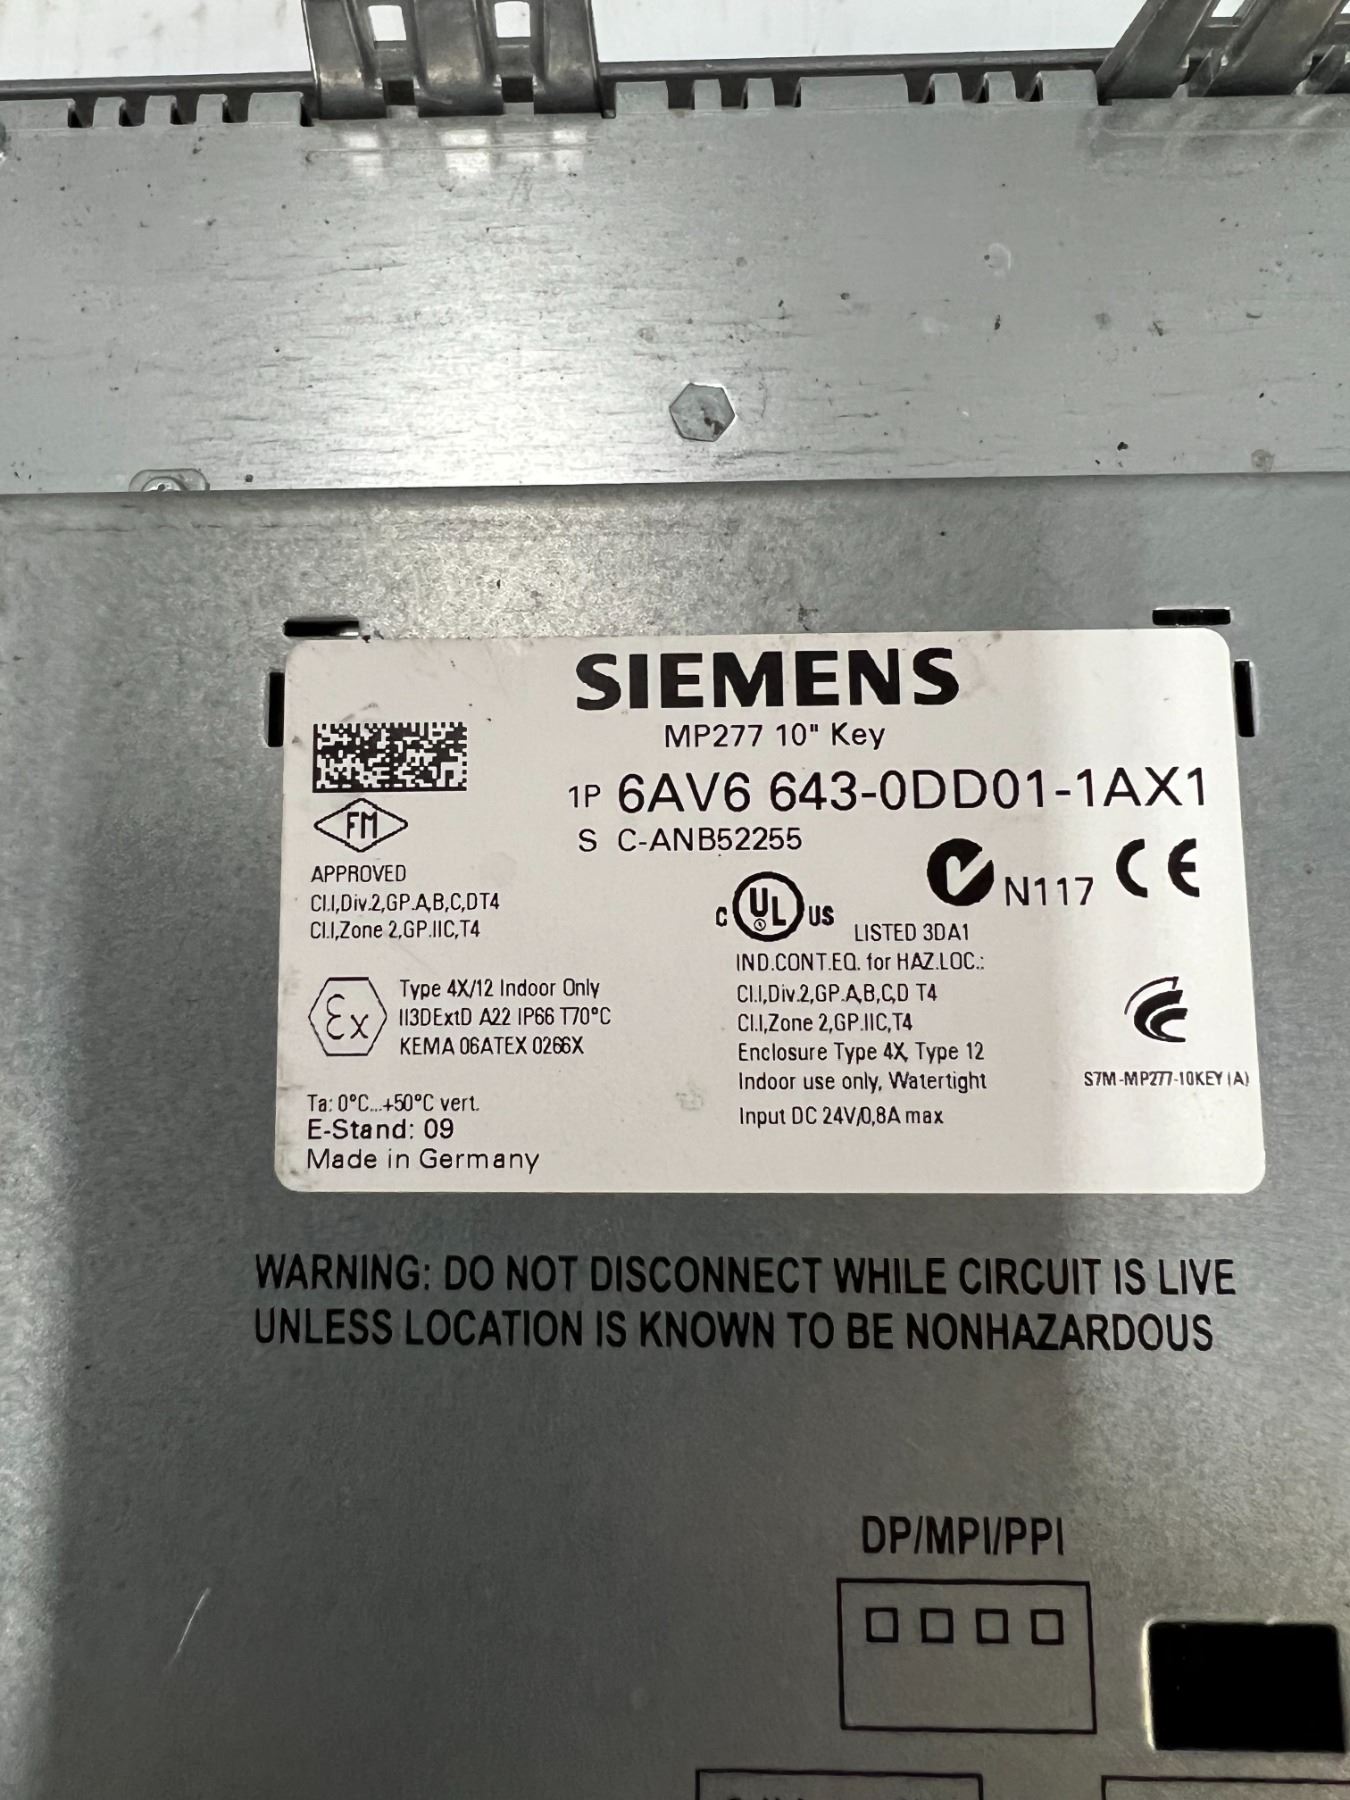 SIEMENS
MP277 10" Key
1P 6AV6 643-0DD01-1AX1
S C-ANB52255
FM
APPROVED
Cl.I,Div.2,GP.A,B,C,DT4
Cl.I,Zone 2,GP.IIC,T4
N117 CE
C UL US LISTED 3DA1
IND.CONT.EQ. for HAZ.LOC.:
Cl.I,Div.2,GP.A,B,C,D T4
Cl.I,Zone 2,GP.IIC,T4
Enclosure Type 4X, Type 12
Indoor use only, Watertight
Input DC 24V/0,8A max
Ex
Type 4X/12 Indoor Only
II3DExtD A22 IP66 T70°C
KEMA 06ATEX 0266X
S7M-MP277-10KEY(A)
Ta: 0°C...+50°C vert.
E-Stand: 09
Made in Germany
WARNING: DO NOT DISCONNECT WHILE CIRCUIT IS LIVE
UNLESS LOCATION IS KNOWN TO BE NONHAZARDOUS
DP/MPI/PPI